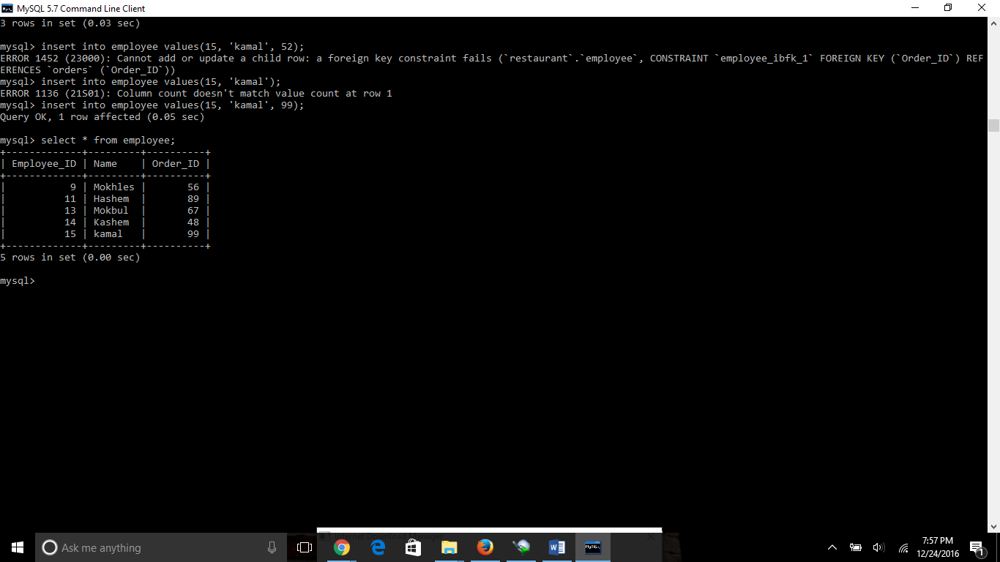 MySQL 5.7 Command Line Client
3 rows in set (0.03 sec)
mysql> insert into employee values(15, 'kamal', 52);
ERROR 1452 (23000): Cannot add or update a child row: a foreign key constraint fails (`restaurant`.`employee`, CONSTRAINT `employee_ibfk_1` FOREIGN KEY (`Order_ID`) REF
ERENCES `orders` (`Order_ID`))
mysql> insert into employee values(15, 'kamal');
ERROR 1136 (21S01): Column count doesn't match value count at row 1
mysql> insert into employee values(15, 'kamal', 99);
Query OK, 1 row affected (0.05 sec)
mysql> select * from employee;
+-------------+---------+----------+
| Employee_ID | Name    | Order_ID |
+-------------+---------+----------+
|           9 | Mokhles |       56 |
|          11 | Hashem  |       89 |
|          13 | Mokbul  |       67 |
|          14 | Kashem  |       48 |
|          15 | kamal   |       99 |
+-------------+---------+----------+
5 rows in set (0.00 sec)
mysql>
Internet Download Manager
Ask me anything
7:57 PM
12/24/2016
1